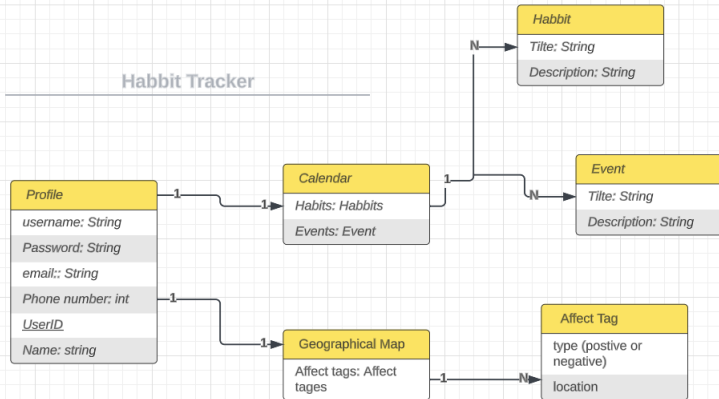 Habbit
N
Tilte: String
Description: String
Habbit Tracker
Calendar
1
Habits: Habbits
Events: Event
Event
N
Tilte: String
Description: String
Profile
1
1
username: String
Password: String
email:: String
Phone number: int
1
UserID
Name: string
1
Geographical Map
Affect tags: Affect
tages
1
N
Affect Tag
type (postive or
negative)
location